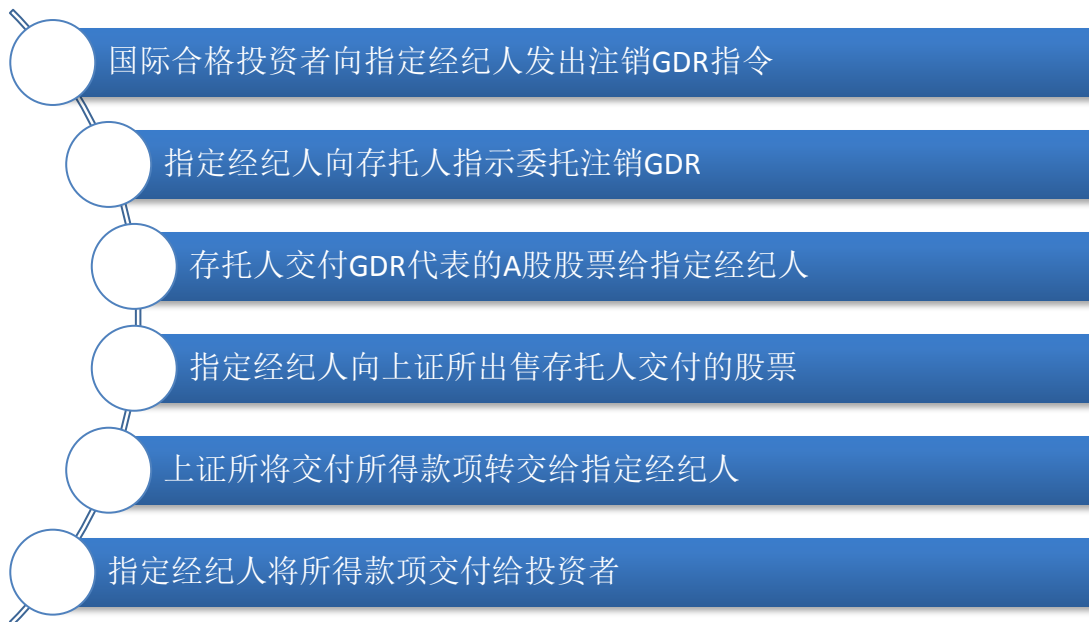 国际合格投资者向指定经纪人发出注销GDR指令
指定经纪人向存托人指示委托注销GDR
存托人交付GDR代表的A股股票给指定经纪人
指定经纪人向上证所出售存托人交付的股票
上证所将交付所得款项转交给指定经纪人
指定经纪人将所得款项交付给投资者